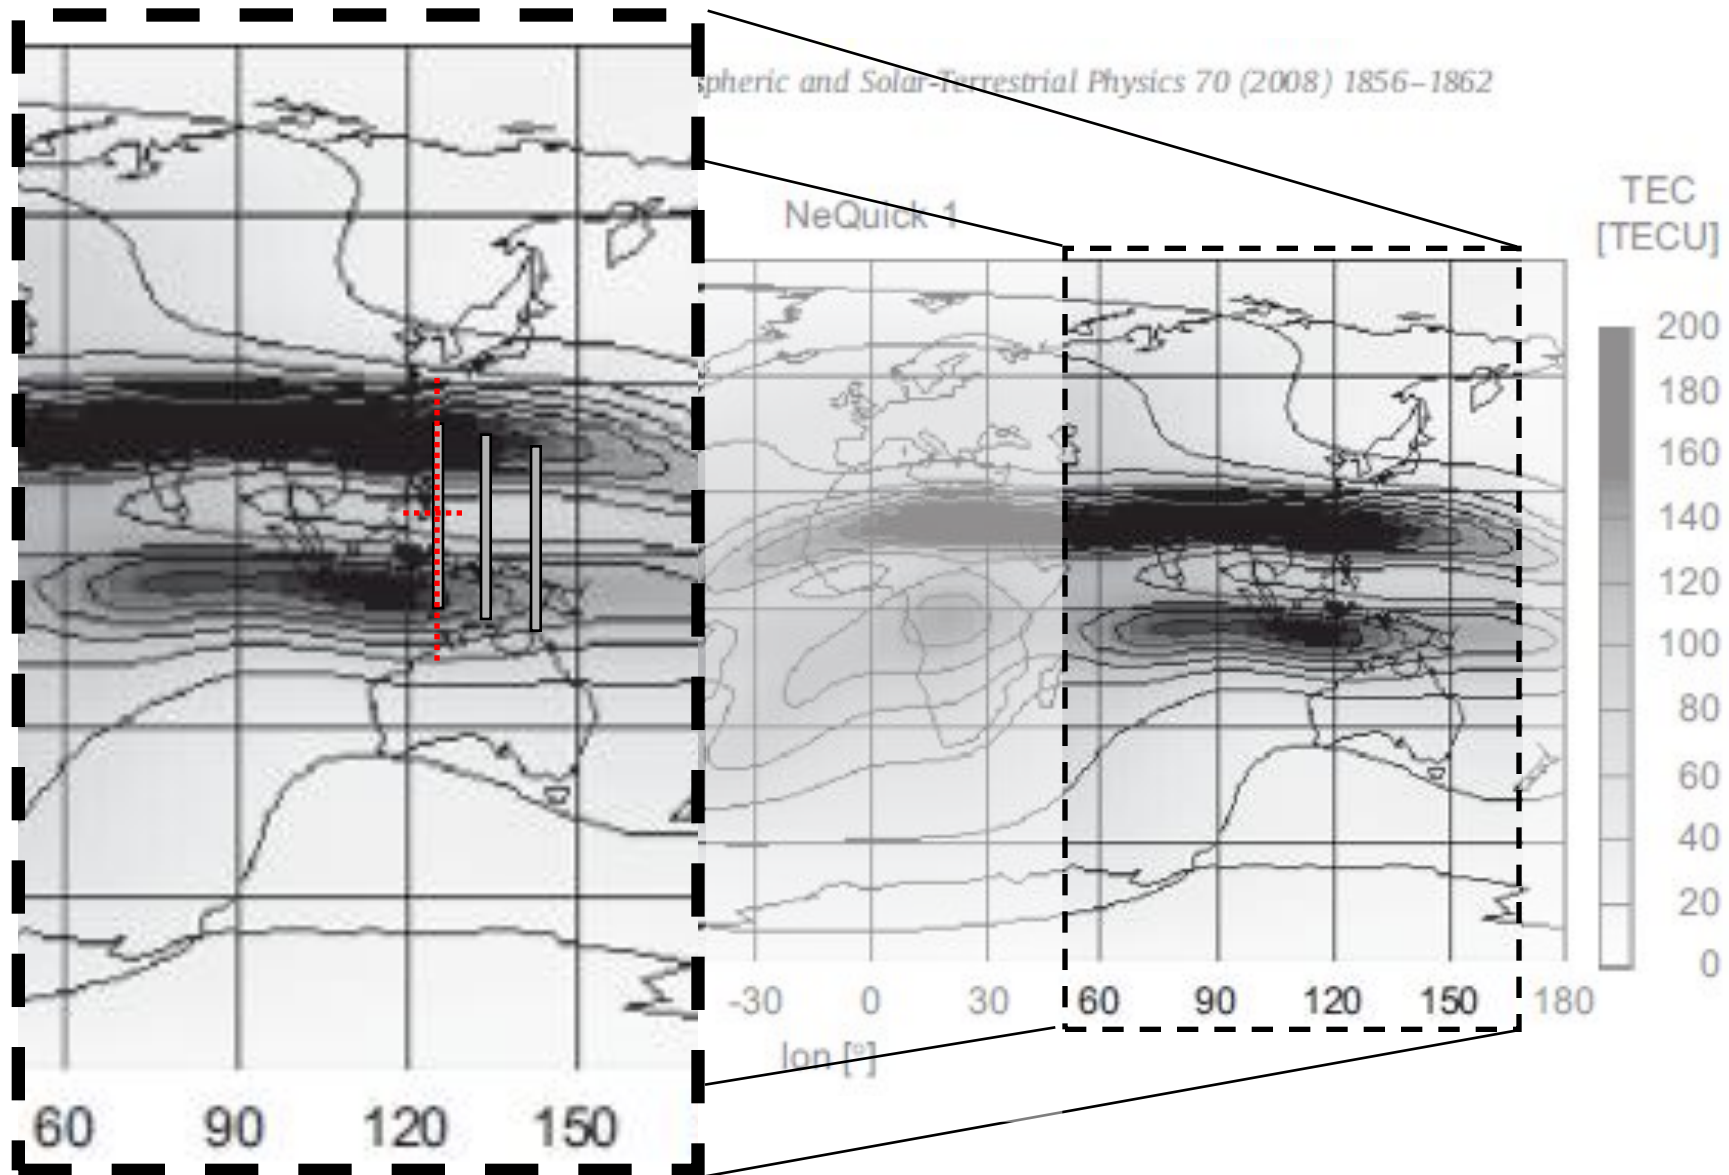 spheric and Solar-Terrestrial Physics 70 (2008) 1856–1862
NeQuick 1
TEC
[TECU]
200
180
160
140
120
100
80
60
40
20
0
-30 0 30 60 90 120 150 180
lon [°]
60 90 120 150